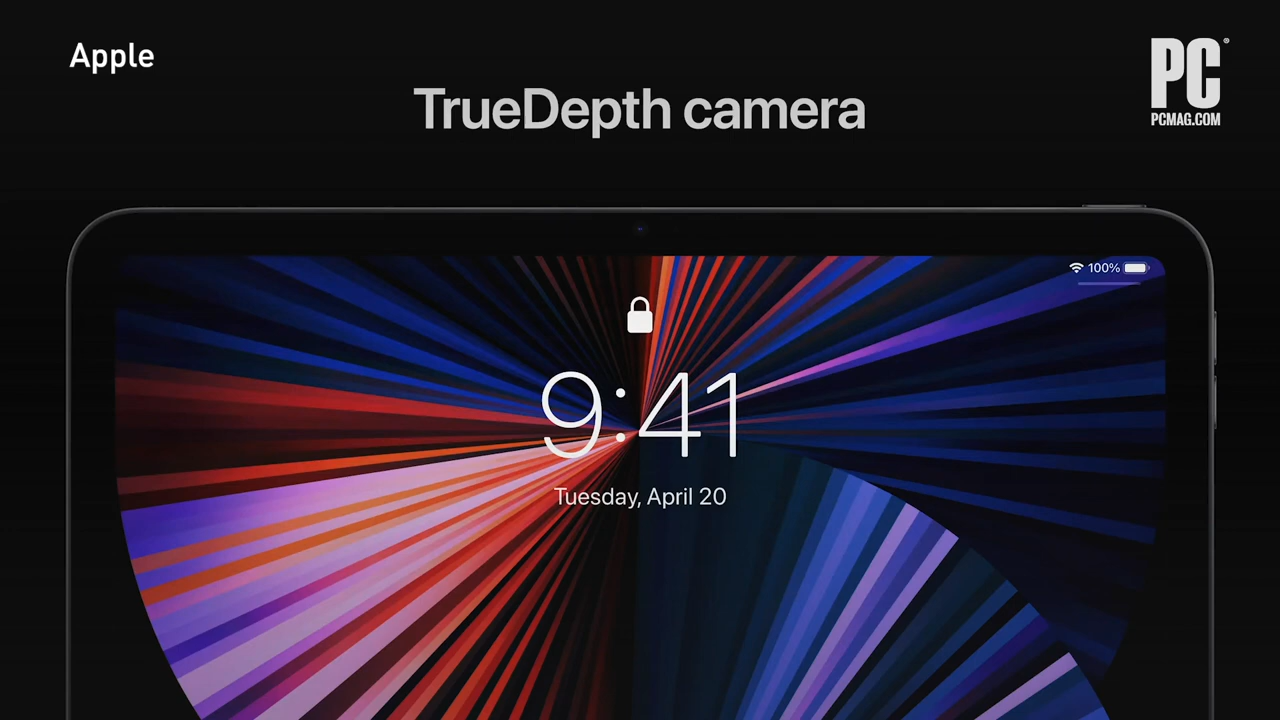 Apple
PC
PCMAG.COM
TrueDepth camera
100%
9:41
Tuesday, April 20